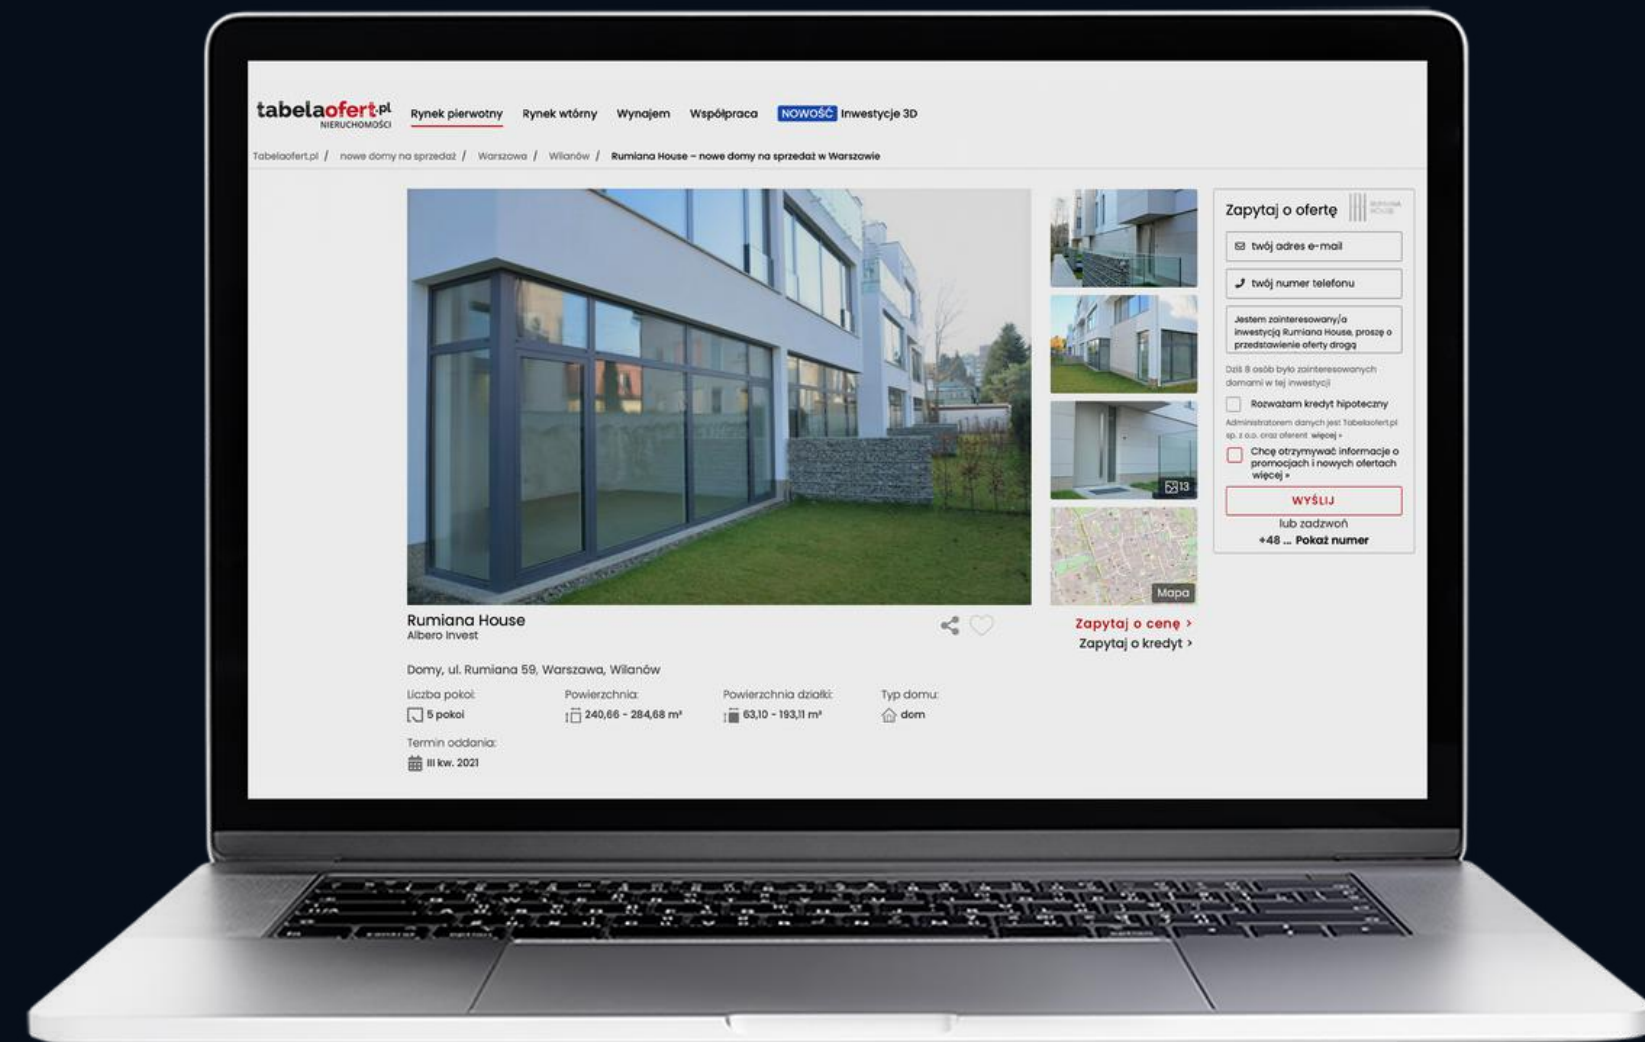 tabelaofert.pl
NIERUCHOMOŚCI
Rynek pierwotny Rynek wtórny Wynajem Współpraca NOWOŚĆ Inwestycje 3D
Tabelaofert.pl / nowe domy na sprzedaż / Warszawa / Wilanów / Rumiana House – nowe domy na sprzedaż w Warszawie
Zapytaj o ofertę
RUMIANA
HOUSE
twój adres e-mail
twój numer telefonu
Jestem zainteresowany/a
inwestycją Rumiana House, proszę o
przedstawienie oferty drogą
Dziś 8 osób było zainteresowanych
domami w tej inwestycji
Rozważam kredyt hipoteczny
Administratorem danych jest Tabelaofert.pl
sp. z o.o. oraz oferent więcej »
Chcę otrzymywać informacje o
promocjach i nowych ofertach
więcej »
WYŚLIJ
lub zadzwoń
+48 ... Pokaż numer
13
Mapa
Rumiana House
Albero Invest
Zapytaj o cenę >
Zapytaj o kredyt >
Domy, ul. Rumiana 59, Warszawa, Wilanów
Liczba pokoi: Powierzchnia: Powierzchnia działki: Typ domu:
5 pokoi 240,66 - 284,68 m² 63,10 - 193,11 m² dom
Termin oddania:
III kw. 2021